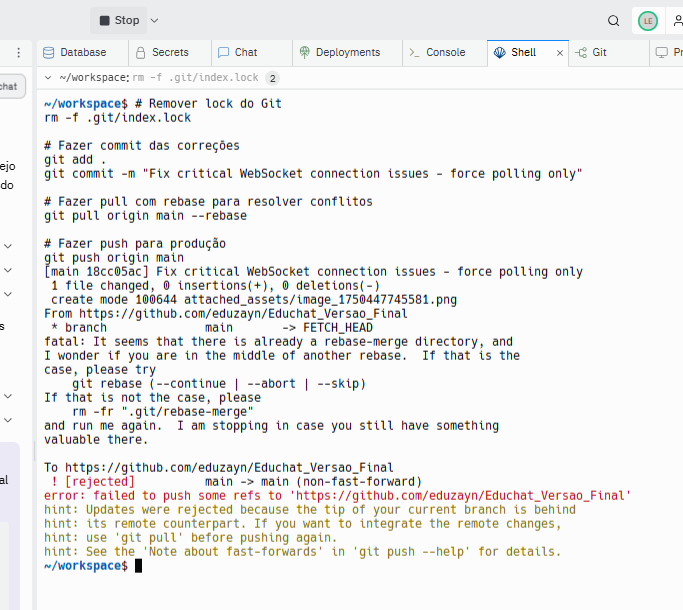 Stop
LE
Database
Secrets
Chat
Deployments
Console
Shell
Git
chat
~/workspace: rm -f .git/index.lock 2
~/workspace$ # Remover lock do Git
rm -f .git/index.lock
# Fazer commit das correções
git add .
git commit -m "Fix critical WebSocket connection issues - force polling only"
# Fazer pull com rebase para resolver conflitos
git pull origin main --rebase
# Fazer push para produção
git push origin main
[main 18cc05ac] Fix critical WebSocket connection issues - force polling only
1 file changed, 0 insertions(+), 0 deletions(-)
create mode 100644 attached_assets/image_1750447745581.png
From https://github.com/eduzayn/Educhat_Versao_Final
* branch main -> FETCH_HEAD
fatal: It seems that there is already a rebase-merge directory, and
I wonder if you are in the middle of another rebase. If that is the
case, please try
git rebase (--continue | --abort | --skip)
If that is not the case, please
rm -fr ".git/rebase-merge"
and run me again. I am stopping in case you still have something
valuable there.
To https://github.com/eduzayn/Educhat_Versao_Final
! [rejected] main -> main (non-fast-forward)
error: failed to push some refs to 'https://github.com/eduzayn/Educhat_Versao_Final'
hint: Updates were rejected because the tip of your current branch is behind
hint: its remote counterpart. If you want to integrate the remote changes,
hint: use 'git pull' before pushing again.
hint: See the 'Note about fast-forwards' in 'git push --help' for details.
~/workspace$